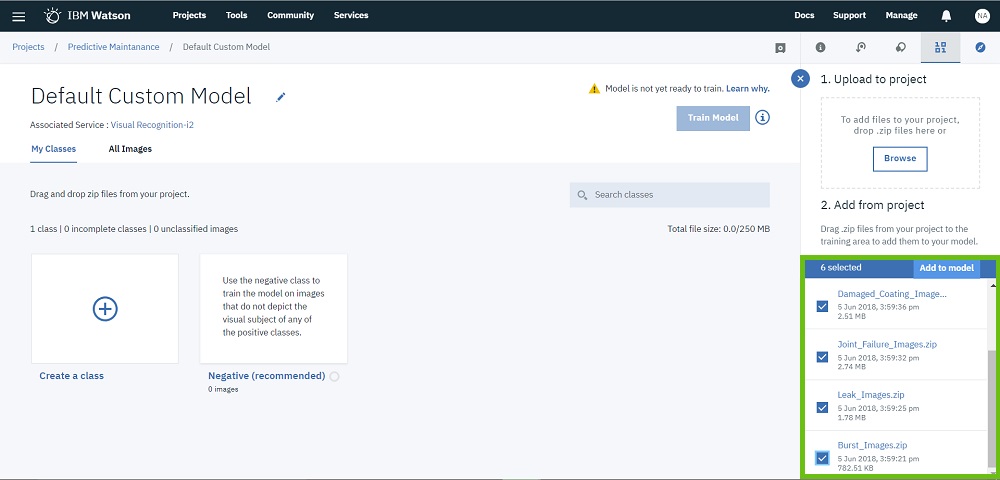 IBM Watson
Projects
Tools
Community
Services
Docs
Support
Manage
NA
Projects / Predictive Maintanance / Default Custom Model
Default Custom Model
Model is not yet ready to train. Learn why.
Train Model
Associated Service : Visual Recognition-i2
My Classes
All Images
Drag and drop zip files from your project.
Search classes
1 class | 0 incomplete classes | 0 unclassified images
Total file size: 0.0/250 MB
Create a class
Use the negative class to
train the model on images
that do not depict the
visual subject of any of
the positive classes.
Negative (recommended)
0 images
1. Upload to project
To add files to your project,
drop .zip files here or
Browse
2. Add from project
Drag .zip files from your project to the
training area to add them to your model.
6 selected
Add to model
Damaged_Coating_Image...
5 Jun 2018, 3:59:36 pm
2.51 MB
Joint_Failure_Images.zip
5 Jun 2018, 3:59:32 pm
2.74 MB
Leak_Images.zip
5 Jun 2018, 3:59:25 pm
1.78 MB
Burst_Images.zip
5 Jun 2018, 3:59:21 pm
782.51 KB